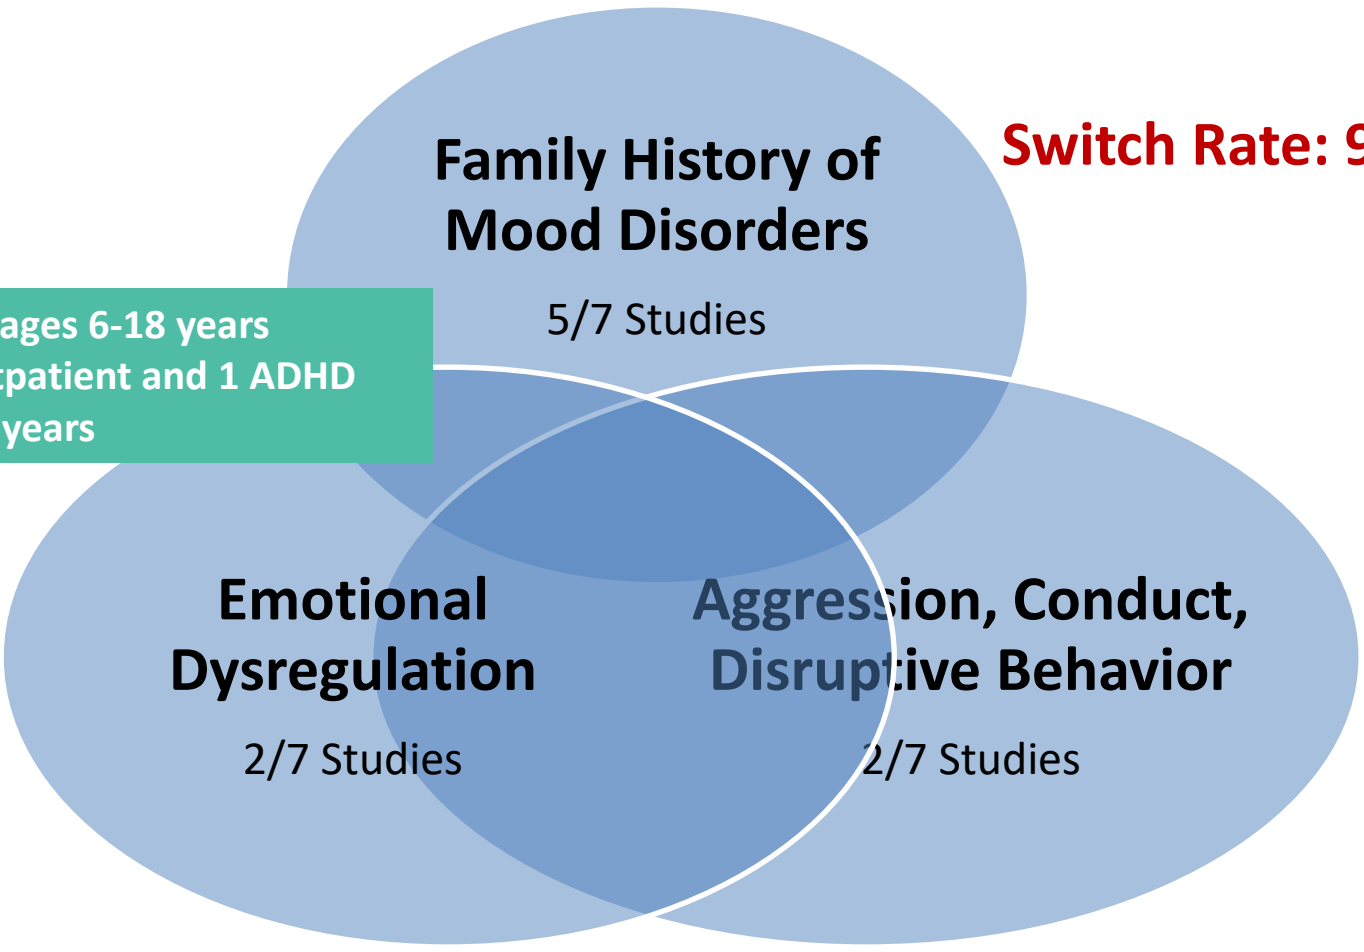 Family History of
Mood Disorders
5/7 Studies
Switch Rate: 9
ages 6-18 years
tpatient and 1 ADHD
years
Emotional
Dysregulation
2/7 Studies
Aggression, Conduct,
Disruptive Behavior
2/7 Studies